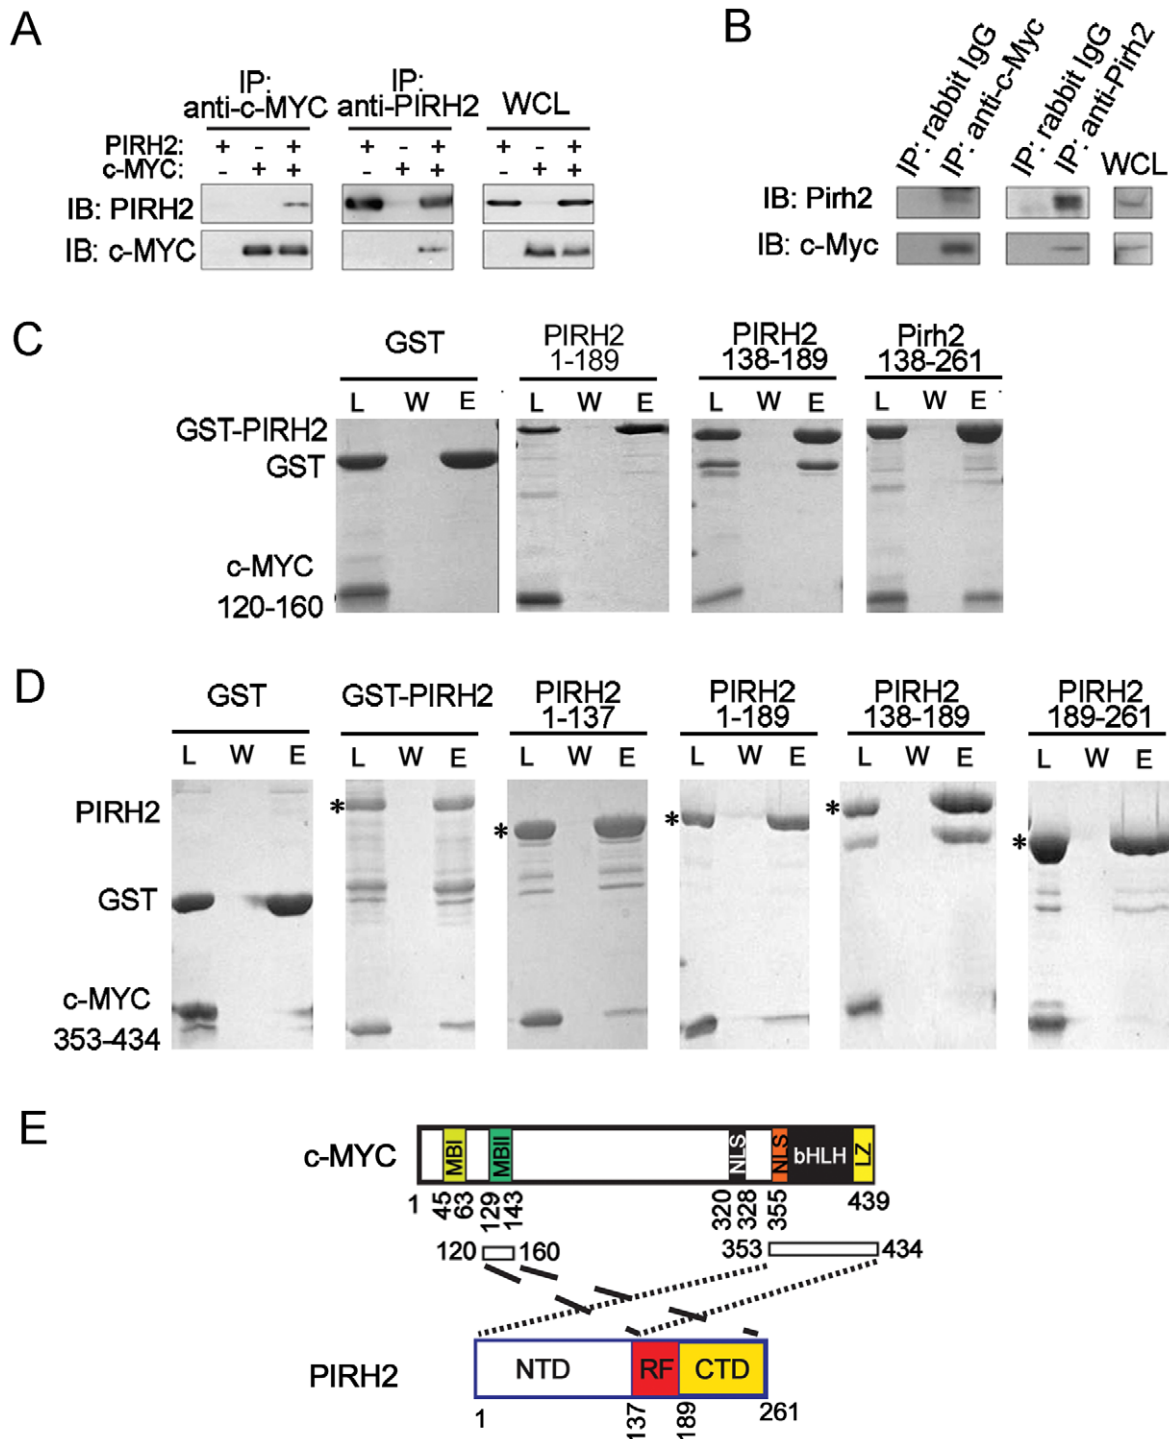 A
IP:
anti-c-MYC
IP:
anti-PIRH2
WCL
PIRH2: + - + + - + + - +
c-MYC: - + + - + + - + +
IB: PIRH2
IB: c-MYC
B
IP: rabbit IgG
IP: anti-c-Myc
IP: rabbit IgG
IP: anti-Pirh2
WCL
IB: Pirh2
IB: c-Myc
C
GST
PIRH2
1-189
PIRH2
138-189
Pirh2
138-261
L W E L W E L W E L W E
GST-PIRH2
GST
c-MYC
120-160
D
GST
GST-PIRH2
PIRH2
1-137
PIRH2
1-189
PIRH2
138-189
PIRH2
189-261
L W E L W E L W E L W E L W E L W E
PIRH2
* * * * *
GST
c-MYC
353-434
E
c-MYC
MBI MBII NLS NLS bHLH LZ
1 45 63 129 143 320 328 355 439
120 160 353 434
PIRH2
NTD RF CTD
1 137 189 261